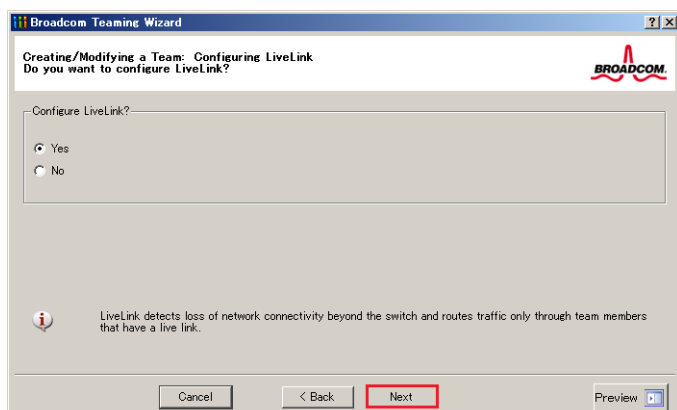 Broadcom Teaming Wizard
Creating/Modifying a Team: Configuring LiveLink
Do you want to configure LiveLink?
BROADCOM.
Configure LiveLink?
Yes
No
LiveLink detects loss of network connectivity beyond the switch and routes traffic only through team members
that have a live link.
Cancel
< Back
Next
Preview